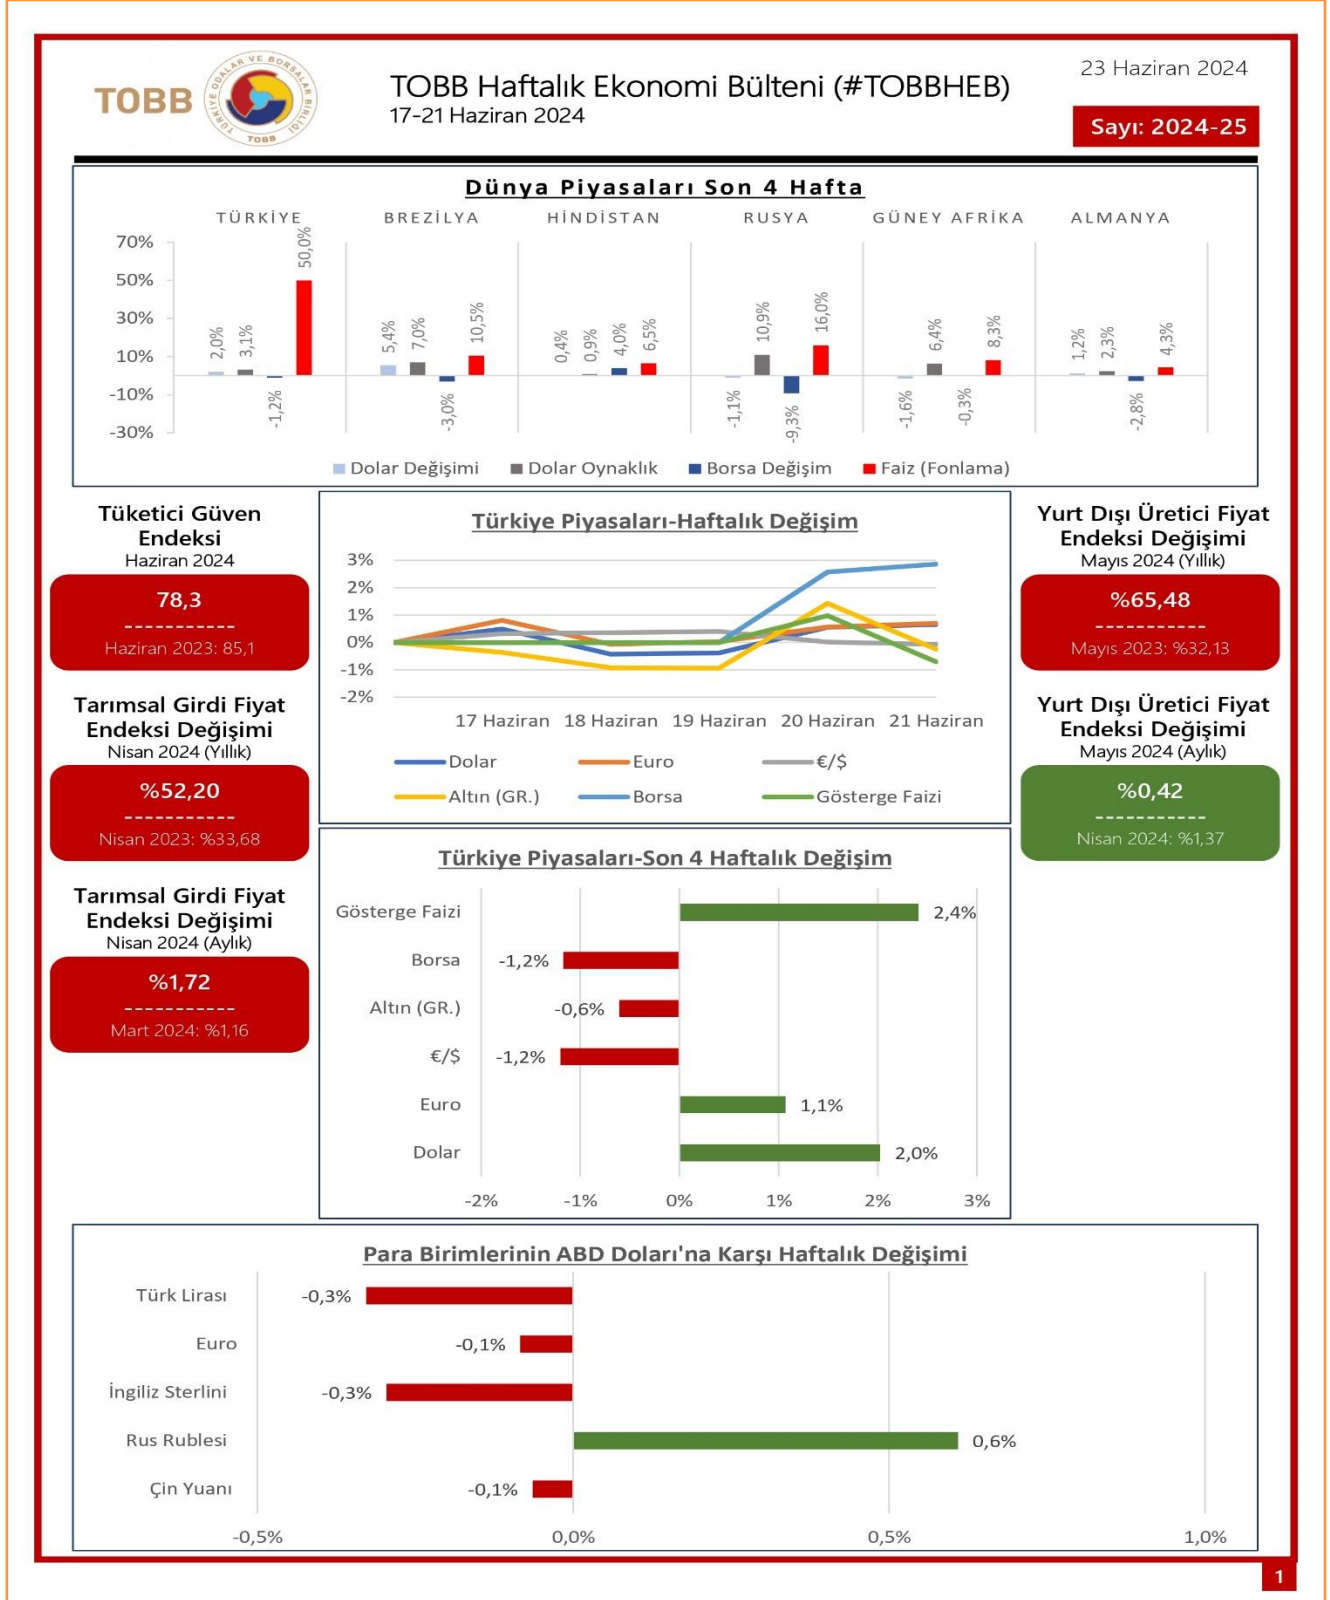 TOBB
TÜRKİYE ODALAR VE BORSALAR BİRLİĞİ
TOBB
TOBB Haftalık Ekonomi Bülteni (#TOBBHEB)
17-21 Haziran 2024
23 Haziran 2024
Sayı: 2024-25
Dünya Piyasaları Son 4 Hafta
TÜRKİYE BREZİLYA HİNDİSTAN RUSYA GÜNEY AFRİKA ALMANYA
70%
50%
30%
10%
-10%
-30%
2,0% 3,1% -1,2% 50,0%
5,4% 7,0% -3,0% 10,5%
0,4% 0,9% 4,0% 6,5%
-1,1% 10,9% -9,3% 16,0%
-1,6% 6,4% -0,3% 8,3%
1,2% 2,3% -2,8% 4,3%
Dolar Değişimi Dolar Oynaklık Borsa Değişim Faiz (Fonlama)
Tüketici Güven
Endeksi
Haziran 2024
78,3
-----------
Haziran 2023: 85,1
Tarımsal Girdi Fiyat
Endeksi Değişimi
Nisan 2024 (Yıllık)
%52,20
-----------
Nisan 2023: %33,68
Tarımsal Girdi Fiyat
Endeksi Değişimi
Nisan 2024 (Aylık)
%1,72
-----------
Mart 2024: %1,16
Türkiye Piyasaları-Haftalık Değişim
3%
2%
1%
0%
-1%
-2%
17 Haziran 18 Haziran 19 Haziran 20 Haziran 21 Haziran
Dolar Euro €/$
Altın (GR.) Borsa Gösterge Faizi
Yurt Dışı Üretici Fiyat
Endeksi Değişimi
Mayıs 2024 (Yıllık)
%65,48
-----------
Mayıs 2023: %32,13
Yurt Dışı Üretici Fiyat
Endeksi Değişimi
Mayıs 2024 (Aylık)
%0,42
-----------
Nisan 2024: %1,37
Türkiye Piyasaları-Son 4 Haftalık Değişim
Gösterge Faizi 2,4%
Borsa -1,2%
Altın (GR.) -0,6%
€/$ -1,2%
Euro 1,1%
Dolar 2,0%
-2% -1% 0% 1% 2% 3%
Para Birimlerinin ABD Doları'na Karşı Haftalık Değişimi
Türk Lirası -0,3%
Euro -0,1%
İngiliz Sterlini -0,3%
Rus Rublesi 0,6%
Çin Yuanı -0,1%
-0,5% 0,0% 0,5% 1,0%
1